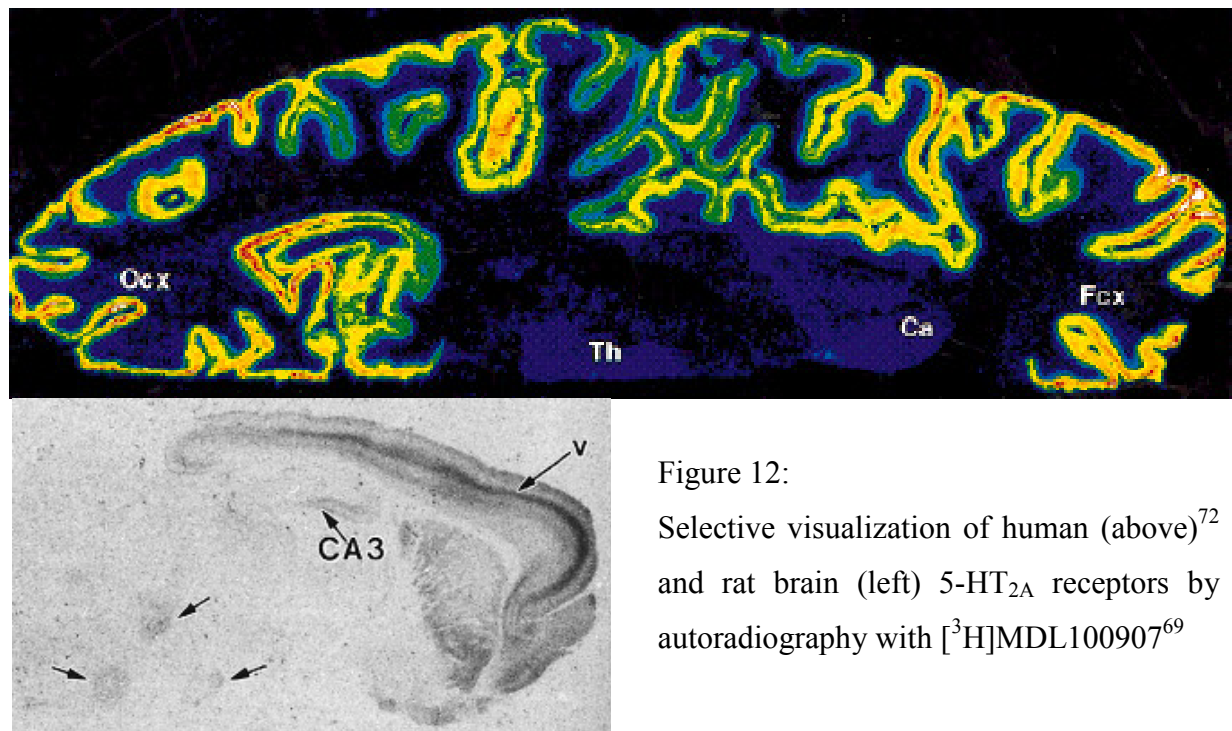 Ocx
Th
Ca
Fcx
V
CA3
Figure 12:
Selective visualization of human (above)72
and rat brain (left) 5-HT2A receptors by
autoradiography with [3H]MDL10090769